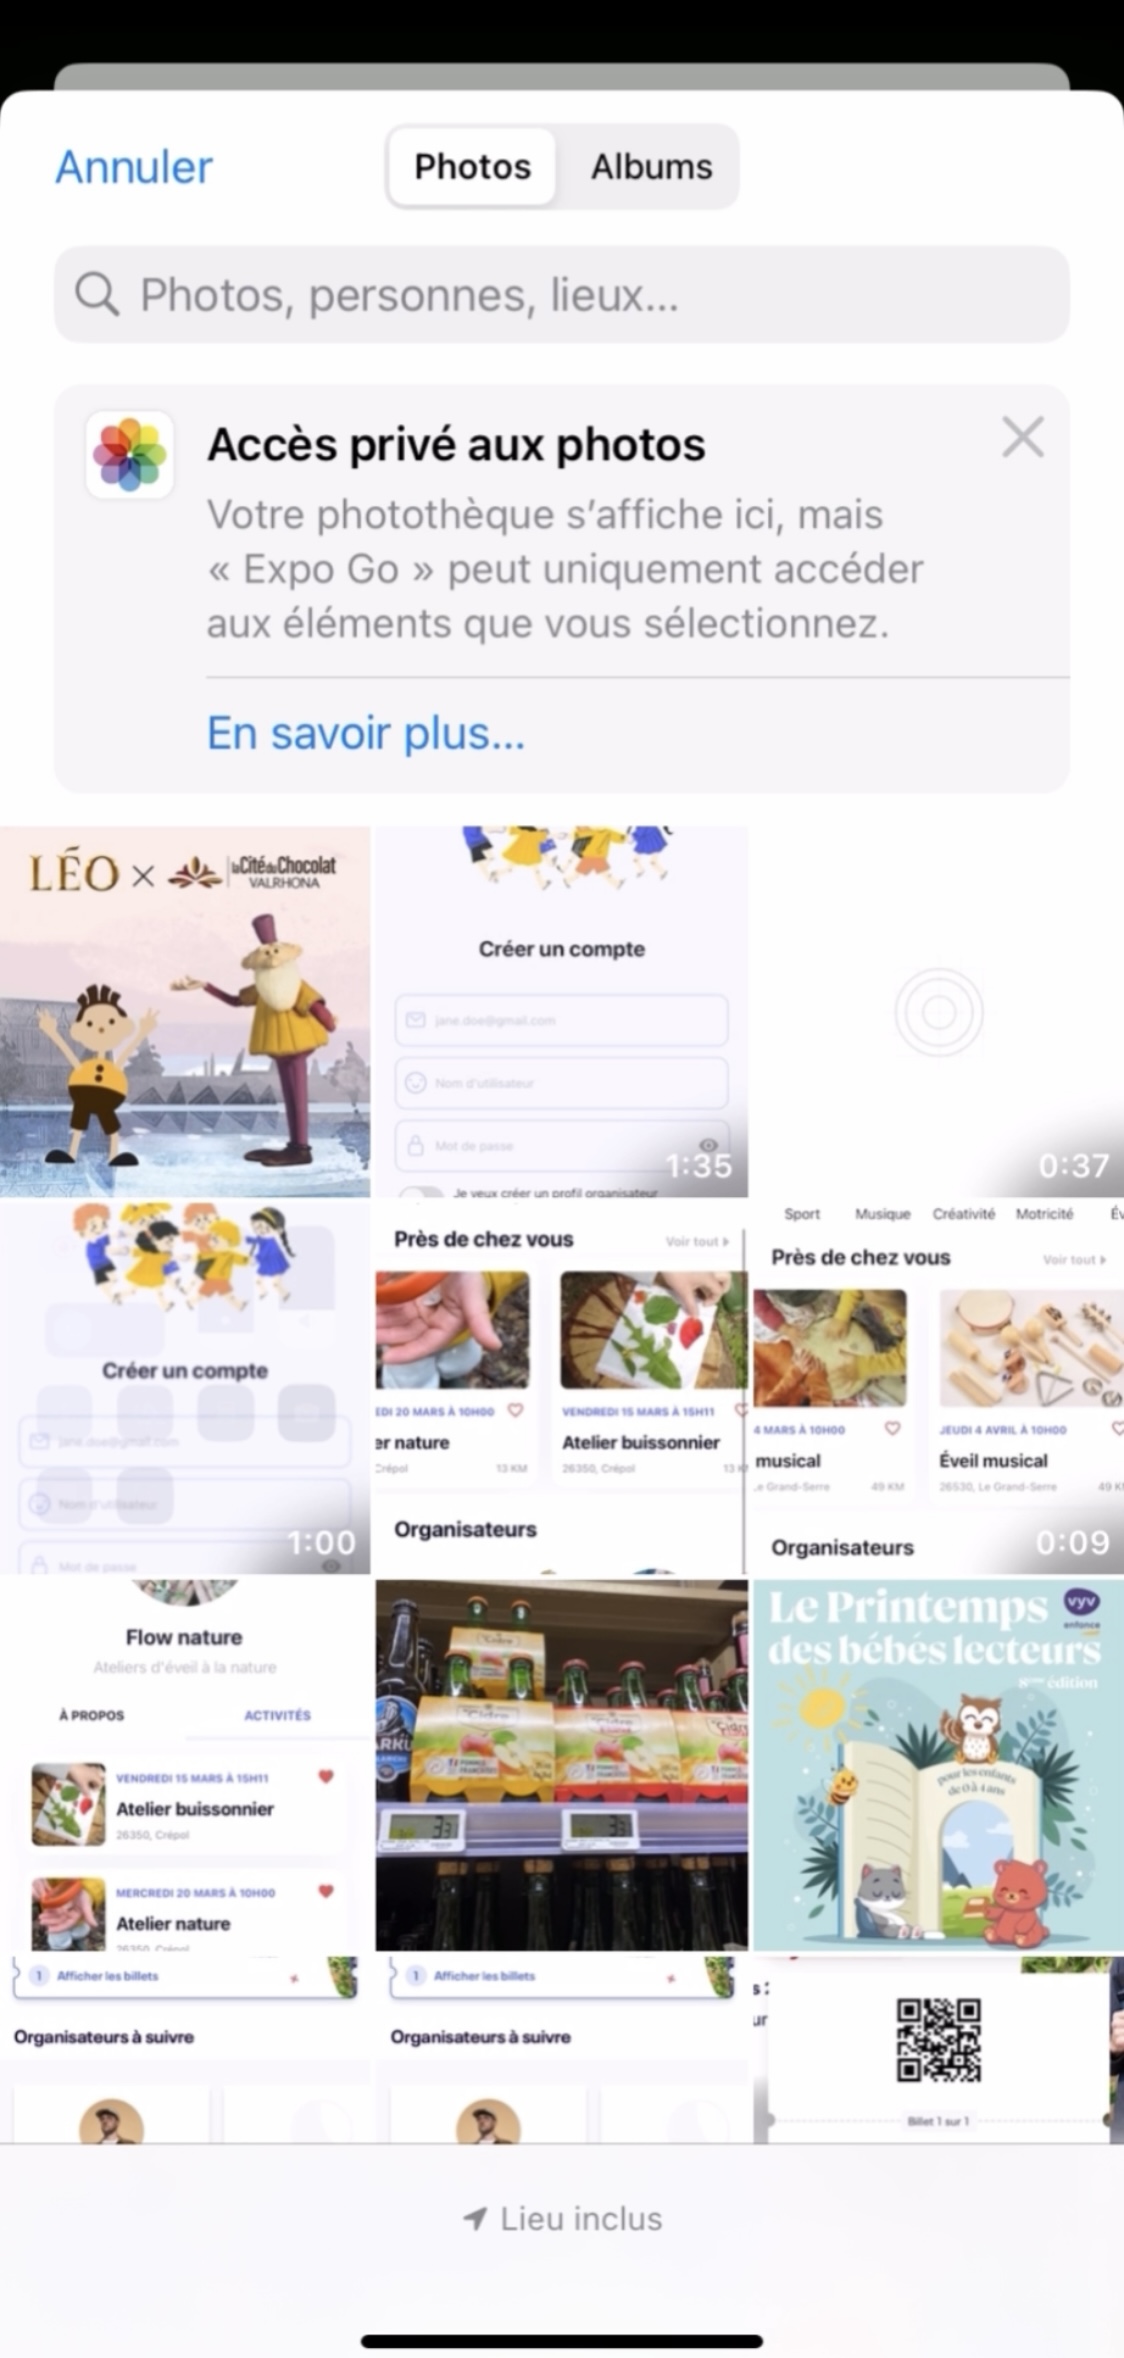 Annuler
Photos
Albums
Photos, personnes, lieux...
Accès privé aux photos
Votre photothèque s'affiche ici, mais
« Expo Go » peut uniquement accéder
aux éléments que vous sélectionnez.
En savoir plus...
LÉO × la Cité du Chocolat
VALRHONA
Créer un compte
jane.doe@gmail.com
Nom d'utilisateur
Mot de passe
Je veux créer un profil organisateur
1:35
0:37
Créer un compte
jane.doe@gmail.com
Nom d'utilisateur
Mot de passe
1:00
Près de chez vous
Voir tout
EDI 20 MARS À 10H00
er nature
Crépol
13 KM
VENDREDI 15 MARS À 15H11
Atelier buissonnier
26350, Crépol
13 K
Organisateurs
Sport
Musique
Créativité
Motricité
Év
Près de chez vous
Voir tout
4 MARS À 10H00
musical
Le Grand-Serre
49 KM
JEUDI 4 AVRIL À 10H00
Éveil musical
26530, Le Grand-Serre
49 K
Organisateurs
0:09
Flow nature
Ateliers d'éveil à la nature
À PROPOS
ACTIVITÉS
VENDREDI 15 MARS À 15H11
Atelier buissonnier
26350, Crépol
MERCREDI 20 MARS À 10H00
Atelier nature
26350, Crépol
Cidre
Cidre
Cidre
Cidre
Le Printemps
des bébés lecteurs
édition
vyv
enfance
pour les enfants
de 0 à 4 ans
1 Afficher les billets
Organisateurs à suivre
1 Afficher les billets
Organisateurs à suivre
Billet 1 sur 1
Lieu inclus